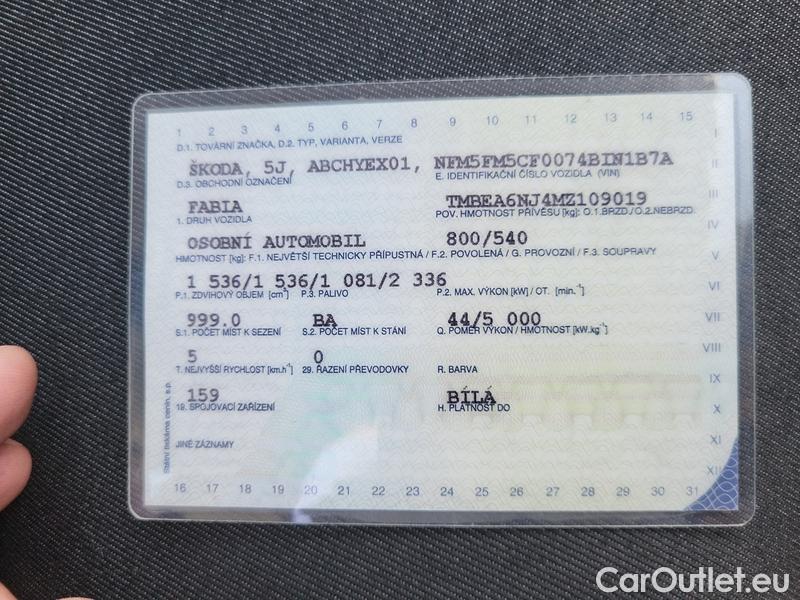 1 2 3 4 5 6 7 8 9 10 11 12 13 14 15
D.1. TOVÁRNÍ ZNAČKA, D.2. TYP, VARIANTA, VERZE I
ŠKODA, 5J, ABCHYEX01, NFM5FM5CF0074BIN1B7A II
D.3. OBCHODNÍ OZNAČENÍ E. IDENTIFIKAČNÍ ČÍSLO VOZIDLA (VIN)
FABIA TMBEA6NJ4MZ109019 III
1. DRUH VOZIDLA POV. HMOTNOST PŘÍVĚSU [kg]: O.1.BRZD./O.2.NEBRZD.
OSOBNÍ AUTOMOBIL 800/540 IV
HMOTNOST [kg]: F.1. NEJVĚTŠÍ TECHNICKY PŘÍPUSTNÁ / F.2. POVOLENÁ / G. PROVOZNÍ / F.3. SOUPRAVY V
1 536/1 536/1 081/2 336 VI
P.1. ZDVIHOVÝ OBJEM [cm³] P.3. PALIVO P.2. MAX. VÝKON [kW] / OT. [min.⁻¹]
999.0 BA 44/5 000 VII
S.1. POČET MÍST K SEZENÍ S.2. POČET MÍST K STÁNÍ Q. POMĚR VÝKON / HMOTNOST [kW.kg⁻¹]
5 0 VIII
T. NEJVYŠŠÍ RYCHLOST [km.h⁻¹] 29. ŘAZENÍ PŘEVODOVKY R. BARVA IX
159 BÍLÁ
19. SPOJOVACÍ ZAŘÍZENÍ H. PLATNOST DO X
JINÉ ZÁZNAMY XI
XII
16 17 18 19 20 21 22 23 24 25 26 27 28 29 30 31
Státní tiskárna cenin, s.p.
CarOutlet.eu